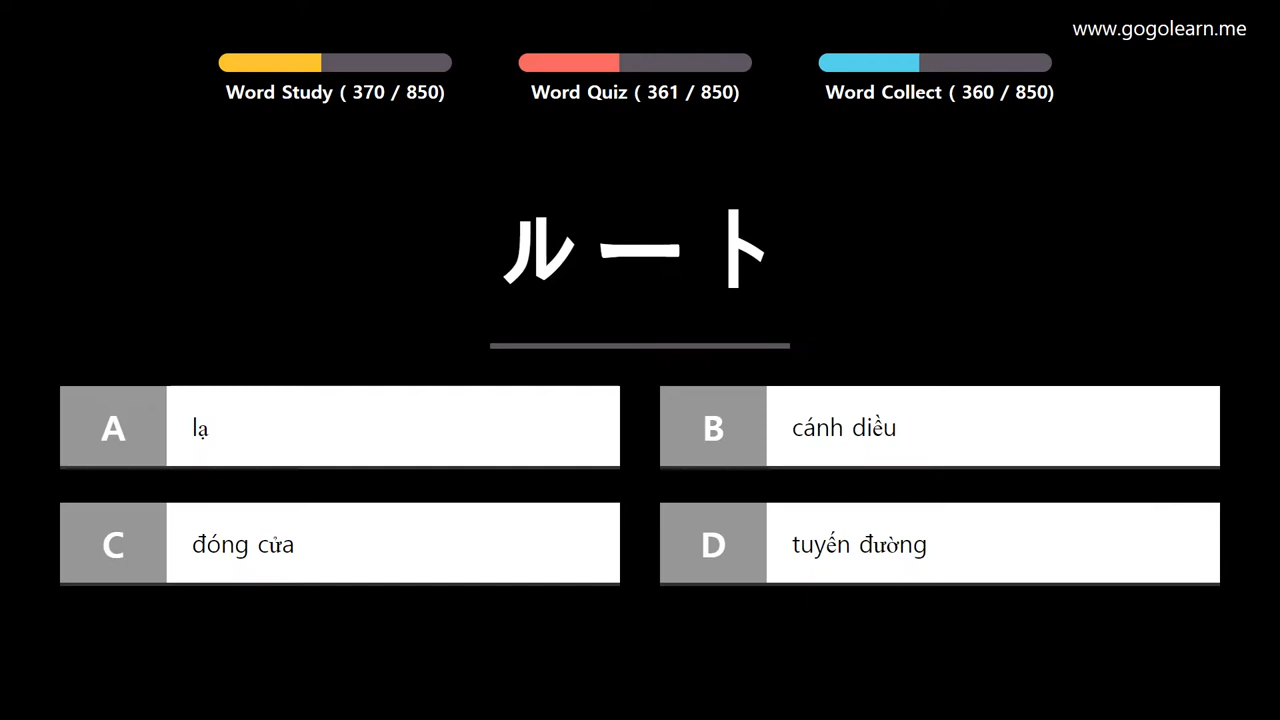 www.gogolearn.me
Word Study ( 370 / 850)
Word Quiz ( 361 / 850)
Word Collect ( 360 / 850)
ルート
A
lạ
B
cánh diều
C
đóng cửa
D
tuyến đường